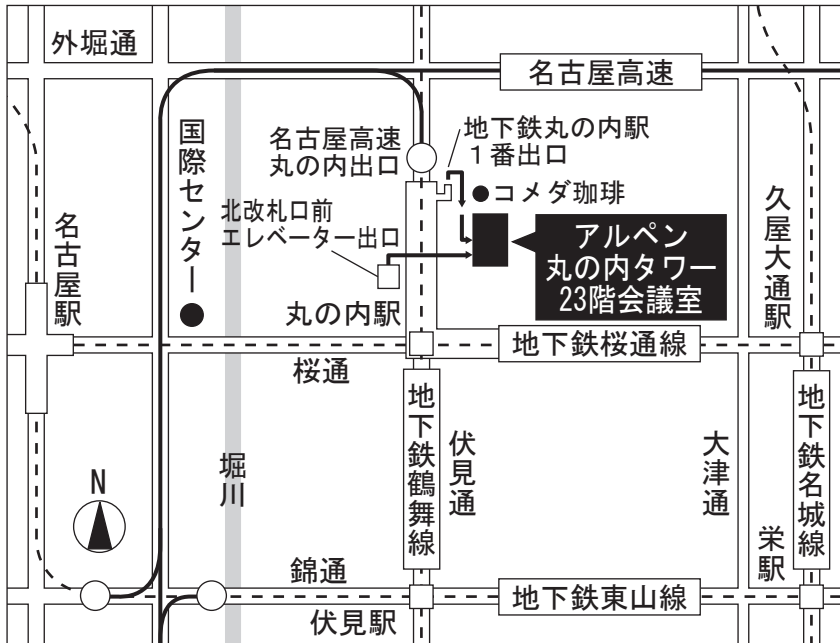 外堀通
名古屋高速
国際センター
名古屋高速
丸の内出口
地下鉄丸の内駅
１番出口
コメダ珈琲
北改札口前
エレベーター出口
アルペン
丸の内タワー
23階会議室
名古屋駅
久屋大通駅
丸の内駅
地下鉄桜通線
桜通
地下鉄鶴舞線
伏見通
大津通
地下鉄名城線
堀川
N
栄駅
錦通
地下鉄東山線
伏見駅